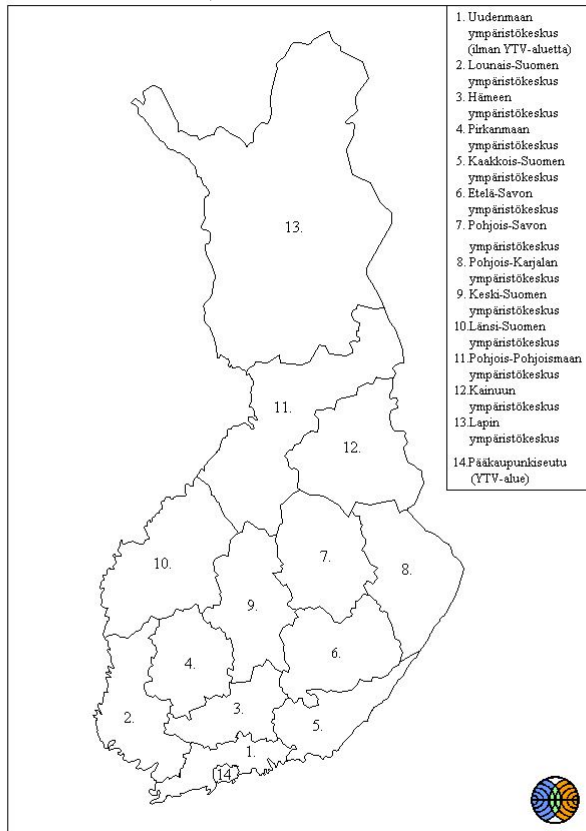 1. Uudenmaan
ympäristökeskus
(ilman YTV-aluetta)
2. Lounais-Suomen
ympäristökeskus
3. Hämeen
ympäristökeskus
4. Pirkanmaan
ympäristökeskus
5. Kaakkois-Suomen
ympäristökeskus
6. Etelä-Savon
ympäristökeskus
7. Pohjois-Savon
ympäristökeskus
8. Pohjois-Karjalan
ympäristökeskus
9. Keski-Suomen
ympäristökeskus
10. Länsi-Suomen
ympäristökeskus
11. Pohjois-Pohjoismaan
ympäristökeskus
12. Kainuun
ympäristökeskus
13. Lapin
ympäristökeskus
14. Pääkaupunkiseutu
(YTV-alue)
13.
11.
12.
10.
7.
8.
9.
6.
4.
3.
2.
5.
1.
14.